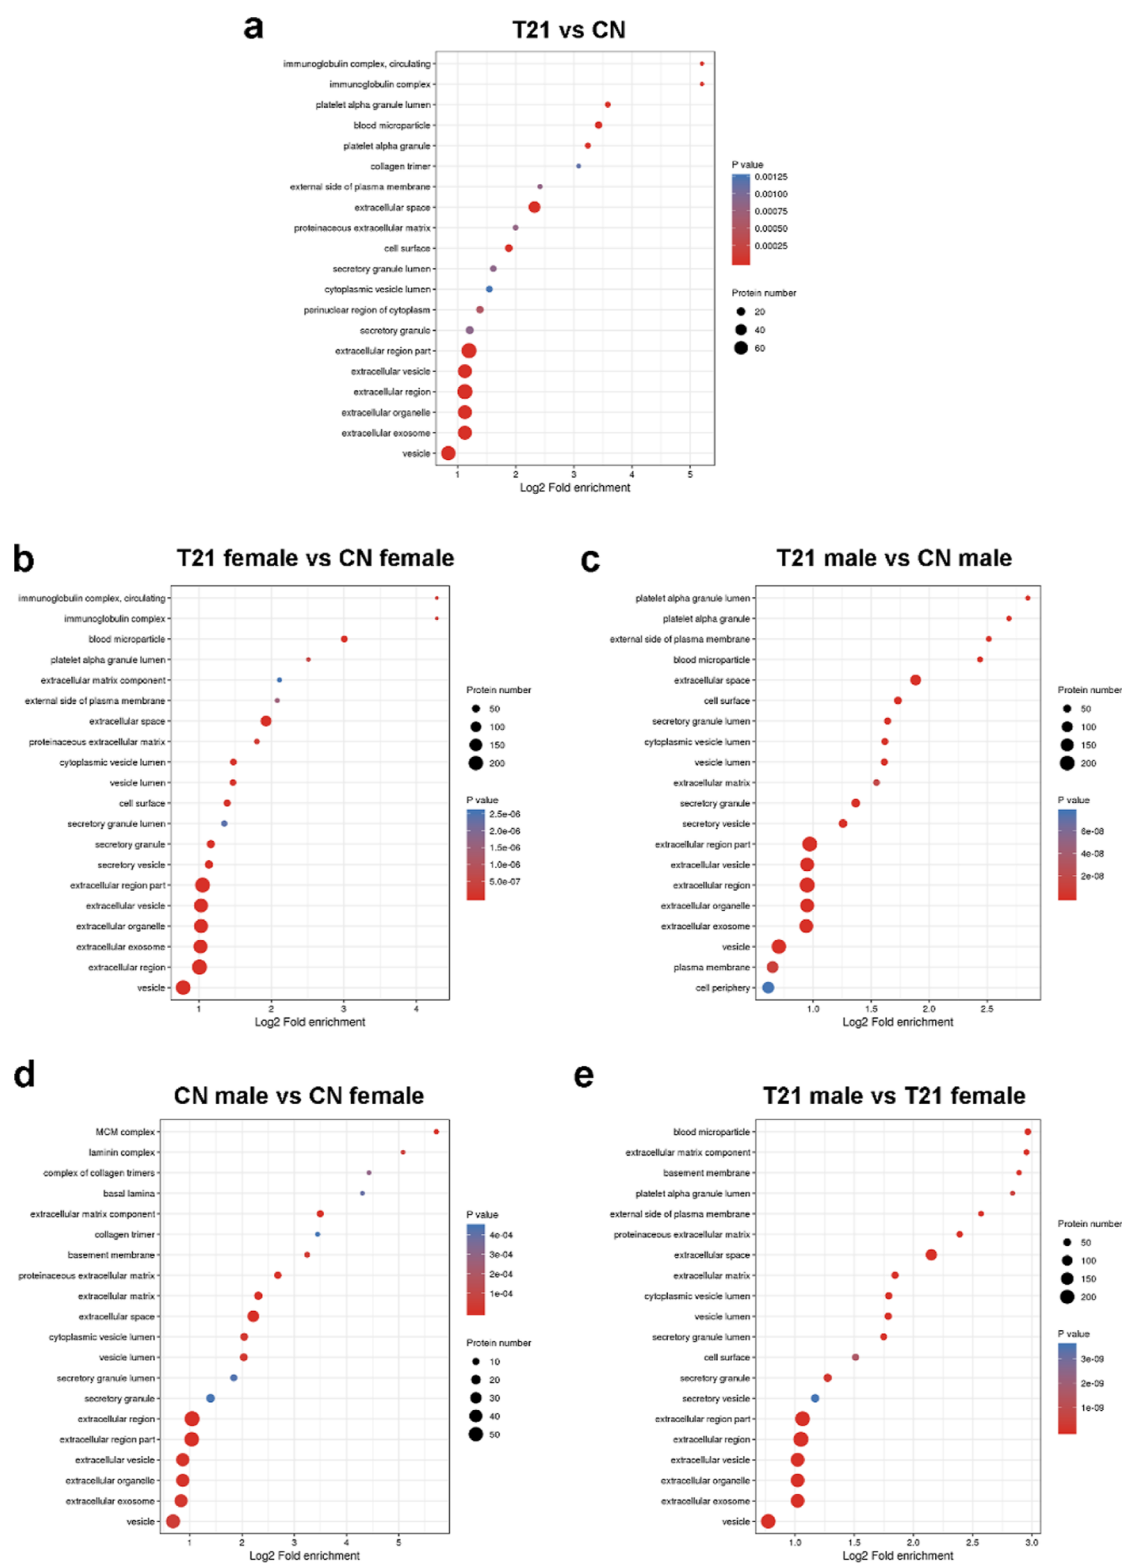 a
T21 vs CN
immunoglobulin complex, circulating
immunoglobulin complex
platelet alpha granule lumen
blood microparticle
platelet alpha granule
collagen trimer
external side of plasma membrane
extracellular space
proteinaceous extracellular matrix
cell surface
secretory granule lumen
cytoplasmic vesicle lumen
perinuclear region of cytoplasm
secretory granule
extracellular region part
extracellular vesicle
extracellular region
extracellular organelle
extracellular exosome
vesicle
1 2 3 4 5
Log2 Fold enrichment
P value
0.00125
0.00100
0.00075
0.00050
0.00025
Protein number
20
40
60
b
T21 female vs CN female
immunoglobulin complex, circulating
immunoglobulin complex
blood microparticle
platelet alpha granule lumen
extracellular matrix component
external side of plasma membrane
extracellular space
proteinaceous extracellular matrix
cytoplasmic vesicle lumen
vesicle lumen
cell surface
secretory granule lumen
secretory granule
secretory vesicle
extracellular region part
extracellular vesicle
extracellular organelle
extracellular exosome
extracellular region
vesicle
1 2 3 4
Log2 Fold enrichment
Protein number
50
100
150
200
P value
2.5e-06
2.0e-06
1.5e-06
1.0e-06
5.0e-07
c
T21 male vs CN male
platelet alpha granule lumen
platelet alpha granule
external side of plasma membrane
blood microparticle
extracellular space
cell surface
secretory granule lumen
cytoplasmic vesicle lumen
vesicle lumen
extracellular matrix
secretory granule
secretory vesicle
extracellular region part
extracellular vesicle
extracellular region
extracellular organelle
extracellular exosome
vesicle
plasma membrane
cell periphery
1.0 1.5 2.0 2.5
Log2 Fold enrichment
Protein number
50
100
150
200
P value
6e-08
4e-08
2e-08
d
CN male vs CN female
MCM complex
laminin complex
complex of collagen trimers
basal lamina
extracellular matrix component
collagen trimer
basement membrane
proteinaceous extracellular matrix
extracellular matrix
extracellular space
cytoplasmic vesicle lumen
vesicle lumen
secretory granule lumen
secretory granule
extracellular region
extracellular region part
extracellular vesicle
extracellular organelle
extracellular exosome
vesicle
1 2 3 4 5
Log2 Fold enrichment
P value
4e-04
3e-04
2e-04
1e-04
Protein number
10
20
30
40
50
e
T21 male vs T21 female
blood microparticle
extracellular matrix component
basement membrane
platelet alpha granule lumen
external side of plasma membrane
proteinaceous extracellular matrix
extracellular space
extracellular matrix
cytoplasmic vesicle lumen
vesicle lumen
secretory granule lumen
cell surface
secretory granule
secretory vesicle
extracellular region part
extracellular region
extracellular vesicle
extracellular organelle
extracellular exosome
vesicle
1.0 1.5 2.0 2.5 3.0
Log2 Fold enrichment
Protein number
50
100
150
200
P value
3e-09
2e-09
1e-09